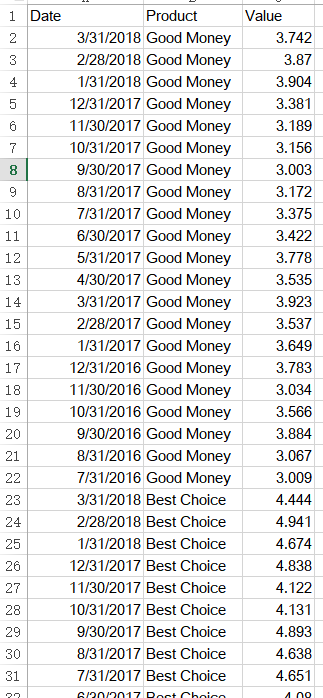 1 Date Product Value
2 3/31/2018 Good Money 3.742
3 2/28/2018 Good Money 3.87
4 1/31/2018 Good Money 3.904
5 12/31/2017 Good Money 3.381
6 11/30/2017 Good Money 3.189
7 10/31/2017 Good Money 3.156
8 9/30/2017 Good Money 3.003
9 8/31/2017 Good Money 3.172
10 7/31/2017 Good Money 3.375
11 6/30/2017 Good Money 3.422
12 5/31/2017 Good Money 3.778
13 4/30/2017 Good Money 3.535
14 3/31/2017 Good Money 3.923
15 2/28/2017 Good Money 3.537
16 1/31/2017 Good Money 3.649
17 12/31/2016 Good Money 3.783
18 11/30/2016 Good Money 3.034
19 10/31/2016 Good Money 3.566
20 9/30/2016 Good Money 3.884
21 8/31/2016 Good Money 3.067
22 7/31/2016 Good Money 3.009
23 3/31/2018 Best Choice 4.444
24 2/28/2018 Best Choice 4.941
25 1/31/2018 Best Choice 4.674
26 12/31/2017 Best Choice 4.838
27 11/30/2017 Best Choice 4.122
28 10/31/2017 Best Choice 4.131
29 9/30/2017 Best Choice 4.893
30 8/31/2017 Best Choice 4.638
31 7/31/2017 Best Choice 4.651
32 6/30/2017 Best Choice 4.09